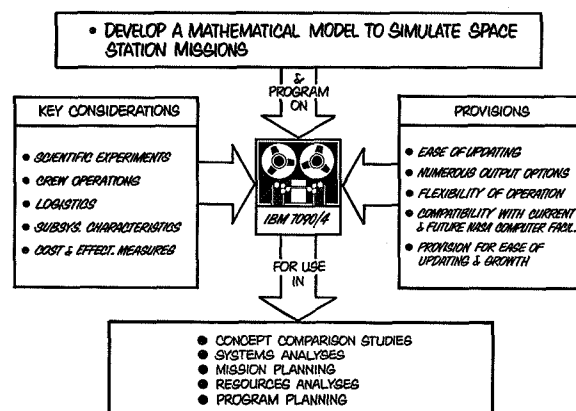 • DEVELOP A MATHEMATICAL MODEL TO SIMULATE SPACE
STATION MISSIONS
&
PROGRAM
ON
KEY CONSIDERATIONS
• SCIENTIFIC EXPERIMENTS
• CREW OPERATIONS
• LOGISTICS
• SUBSYS. CHARACTERISTICS
• COST & EFFECT. MEASURES
IBM 7090/4
PROVISIONS
• EASE OF UPDATING
• NUMEROUS OUTPUT OPTIONS
• FLEXIBILITY OF OPERATION
• COMPATIBILITY WITH CURRENT
& FUTURE NASA COMPUTER FACIL.
• PROVISION FOR EASE OF
UPDATING & GROWTH
FOR USE
IN
• CONCEPT COMPARISON STUDIES
• SYSTEMS ANALYSES
• MISSION PLANNING
• RESOURCES ANALYSES
• PROGRAM PLANNING